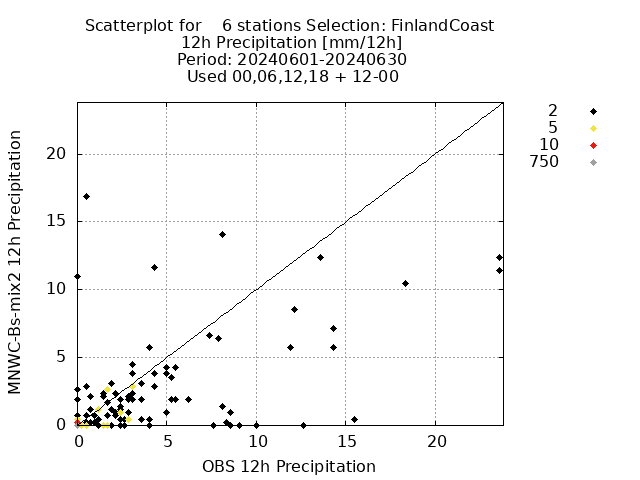 Scatterplot for 6 stations Selection: FinlandCoast
12h Precipitation [mm/12h]
Period: 20240601-20240630
Used 00,06,12,18 + 12-00
2
5
10
750
MNWC-Bs-mix2 12h Precipitation
20
15
10
5
0
0 5 10 15 20
OBS 12h Precipitation